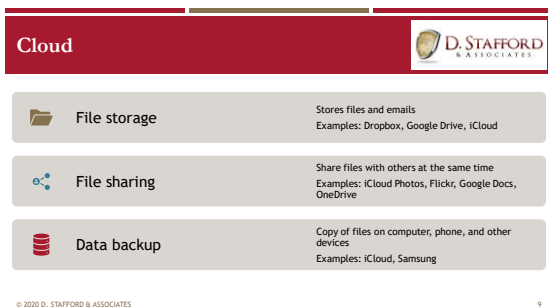 Cloud
D. STAFFORD
& ASSOCIATES
File storage
Stores files and emails
Examples: Dropbox, Google Drive, iCloud
File sharing
Share files with others at the same time
Examples: iCloud Photos, Flickr, Google Docs,
OneDrive
Data backup
Copy of files on computer, phone, and other
devices
Examples: iCloud, Samsung
© 2020 D. STAFFORD & ASSOCIATES
9